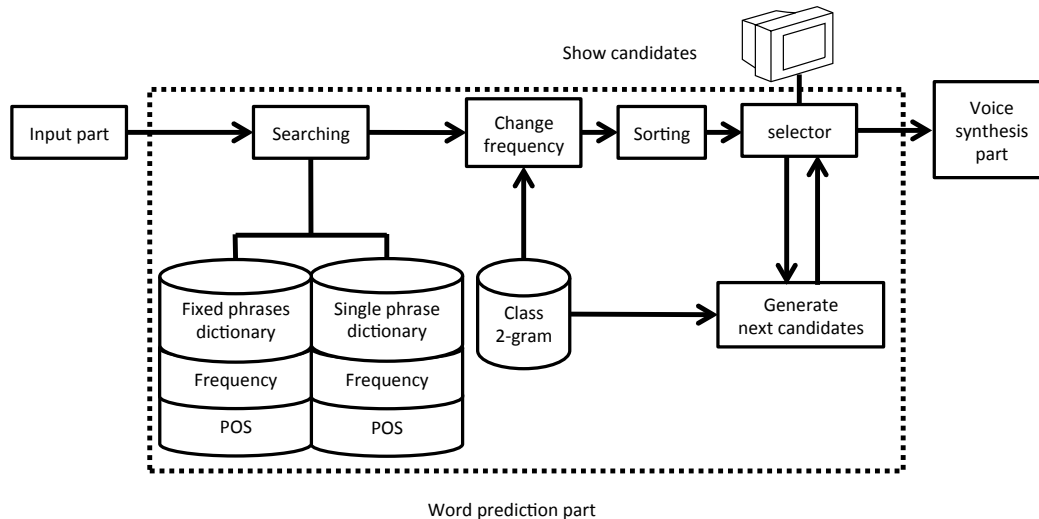 Show candidates
Input part
Searching
Change
frequency
Sorting
selector
Voice
synthesis
part
Fixed phrases
dictionary
Frequency
POS
Single phrase
dictionary
Frequency
POS
Class
2-gram
Generate
next candidates
Word prediction part